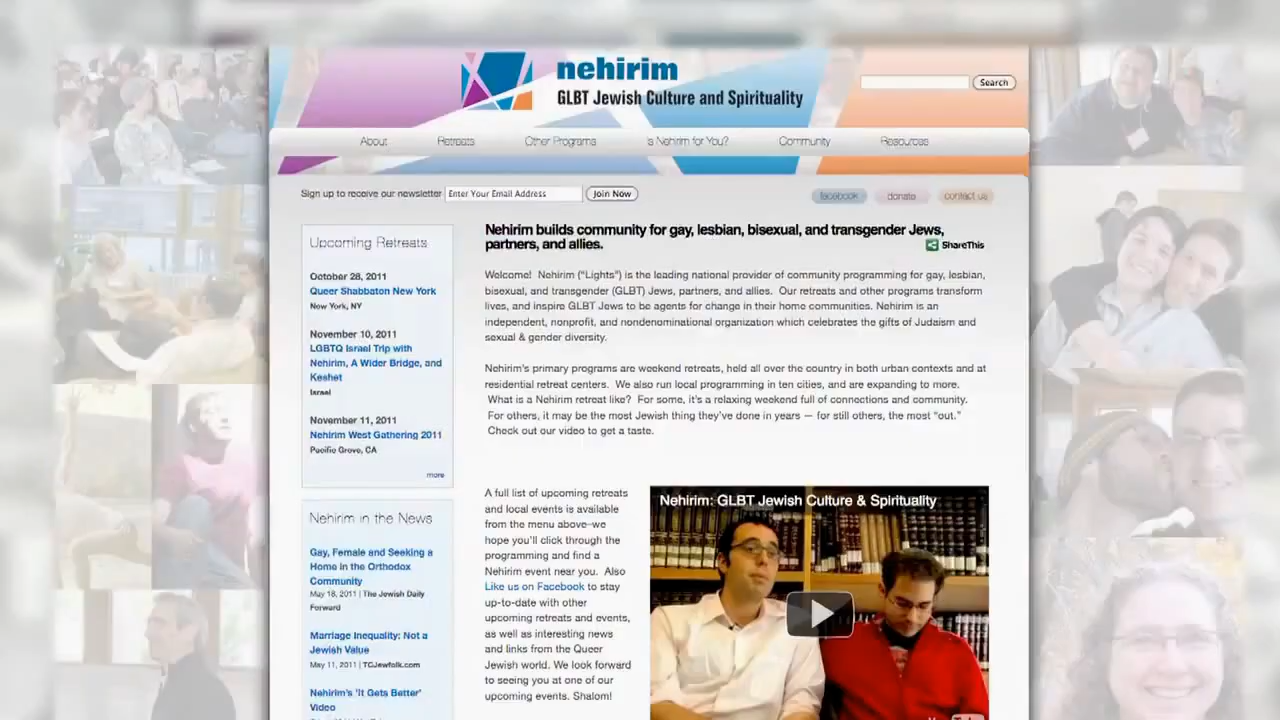 nehirim
GLBT Jewish Culture and Spirituality
Search
About Retreats Other Programs Is Nehirim for You? Community Resources
Sign up to receive our newsletter Enter Your Email Address Join Now
facebook donate contact us
Upcoming Retreats
October 28, 2011
Queer Shabbaton New York
New York, NY
November 10, 2011
LGBTQ Israel Trip with
Nehirim, A Wider Bridge, and
Keshet
Israel
November 11, 2011
Nehirim West Gathering 2011
Pacific Grove, CA
more
Nehirim in the News
Gay, Female and Seeking a
Home in the Orthodox
Community
May 18, 2011 | The Jewish Daily
Forward
Marriage Inequality: Not a
Jewish Value
May 11, 2011 | TCJewfolk.com
Nehirim's 'It Gets Better'
Video
Nehirim builds community for gay, lesbian, bisexual, and transgender Jews,
partners, and allies.
ShareThis
Welcome! Nehirim ("Lights") is the leading national provider of community programming for gay, lesbian,
bisexual, and transgender (GLBT) Jews, partners, and allies. Our retreats and other programs transform
lives, and inspire GLBT Jews to be agents for change in their home communities. Nehirim is an
independent, nonprofit, and nondenominational organization which celebrates the gifts of Judaism and
sexual & gender diversity.
Nehirim's primary programs are weekend retreats, held all over the country in both urban contexts and at
residential retreat centers. We also run local programming in ten cities, and are expanding to more.
What is a Nehirim retreat like? For some, it's a relaxing weekend full of connections and community.
For others, it may be the most Jewish thing they've done in years — for still others, the most "out."
Check out our video to get a taste.
A full list of upcoming retreats
and local events is available
from the menu above–we
hope you'll click through the
programming and find a
Nehirim event near you. Also
Like us on Facebook to stay
up-to-date with other
upcoming retreats and events,
as well as interesting news
and links from the Queer
Jewish world. We look forward
to seeing you at one of our
upcoming events. Shalom!
Nehirim: GLBT Jewish Culture & Spirituality